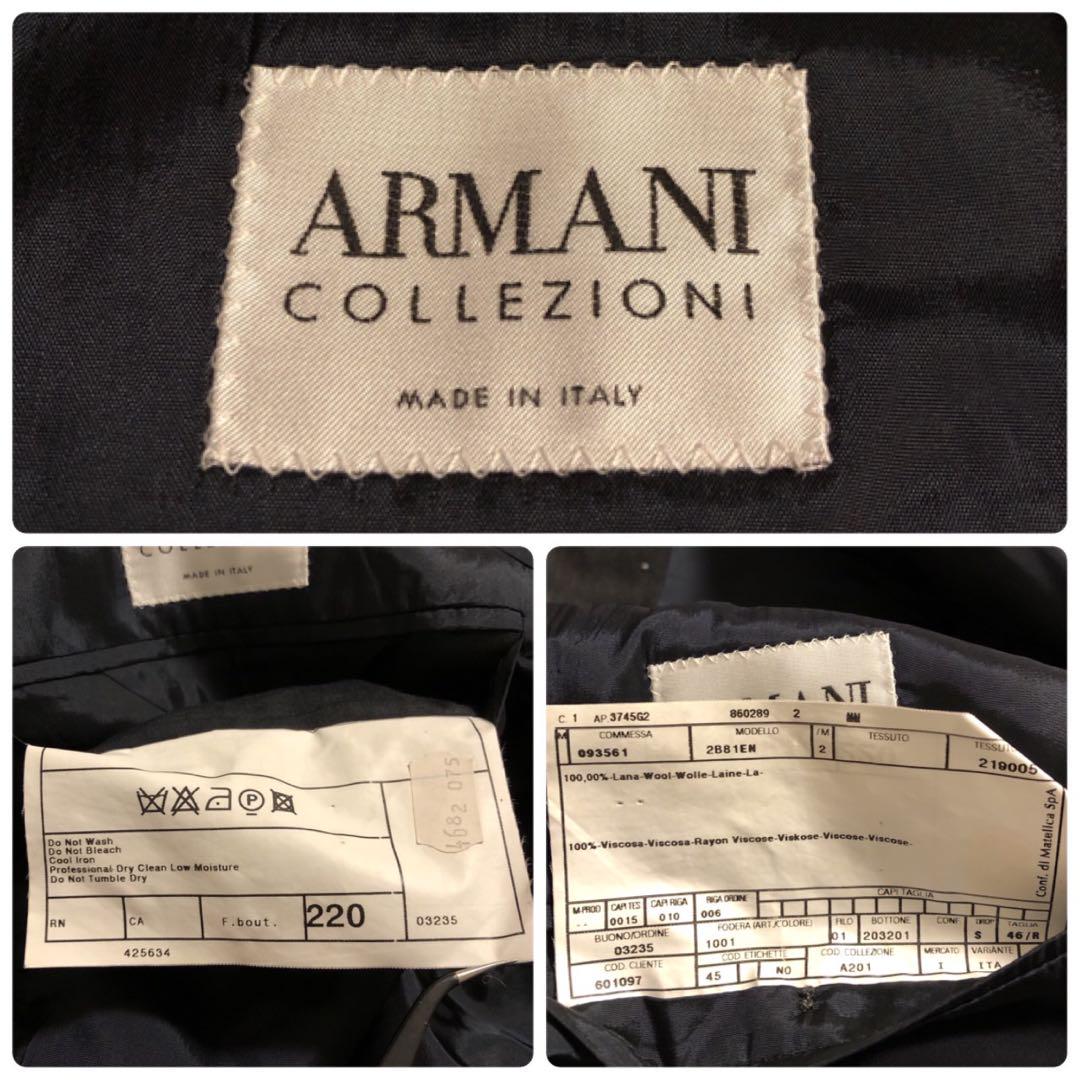 ARMANI
COLLEZIONI
MADE IN ITALY
MADE IN ITALY
Do Not Wash
Do Not Bleach
Cool Iron
Professional Dry Clean Low Moisture
Do Not Tumble Dry
1682 075
RN CA F.bout. 220 03235
425634
C. 1 AP.3745G2 860289 2
M COMMESSA MODELLO /M TESSUTO TESSUT
093561 2B81EN 2 219005
100,00%-Lana-Wool-Wolle-Laine-La-
100%-Viscosa-Viscosa-Rayon Viscose-Viskose-Viscose-Viscose-
Conf. di Matelica SpA
CAPI TAGLIA
M-PROD CAPI TES CAPI RIGA RIGA ORDINE
0015 010 006
BUONO/ORDINE FODERA (ART./COLORE) FILO BOTTONE CONF DROP TAGLIA
03235 1001 01 203201 S 46/R
COD. CLIENTE COD. ETICHETTE COD. COLLEZIONE MERCATO VARIANTE
601097 45 NO A201 I ITA